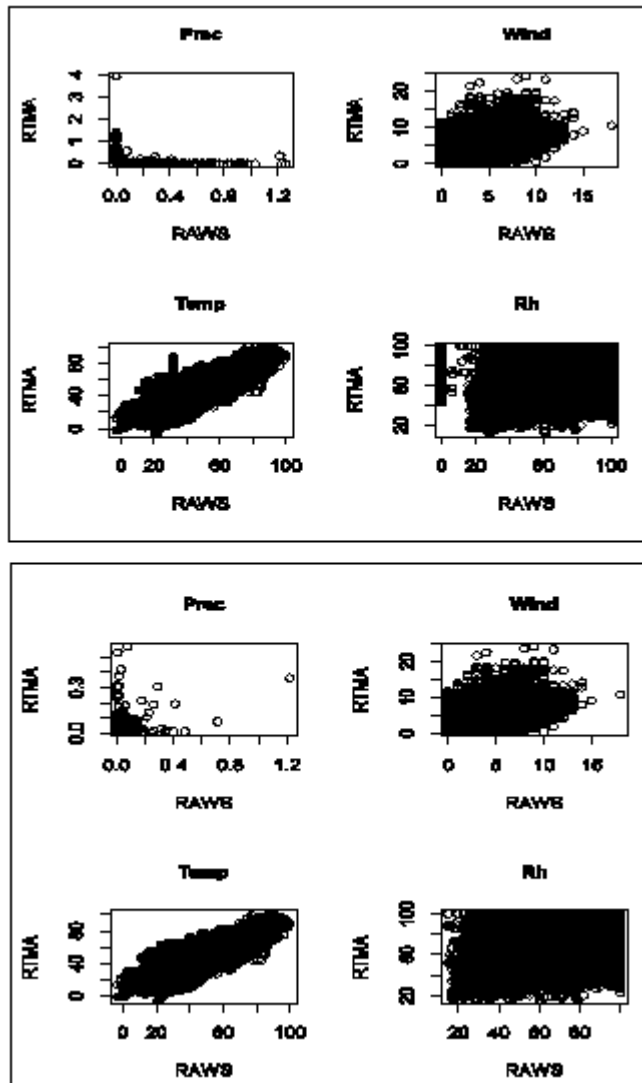 Prec
Wind
RTMA
4
3
2
1
0
0.0 0.4 0.8 1.2
RAWS
RTMA
20
10
0
0 5 10 15
RAWS
Temp
Rh
RTMA
80
40
0
0 20 60 100
RAWS
RTMA
100
60
20
0 20 60 100
RAWS
Prec
Wind
RTMA
0.3
0.0
0.0 0.4 0.8 1.2
RAWS
RTMA
20
10
0
0 5 10 15
RAWS
Temp
Rh
RTMA
80
40
0
0 20 60 100
RAWS
RTMA
100
60
20
20 40 60 80
RAWS